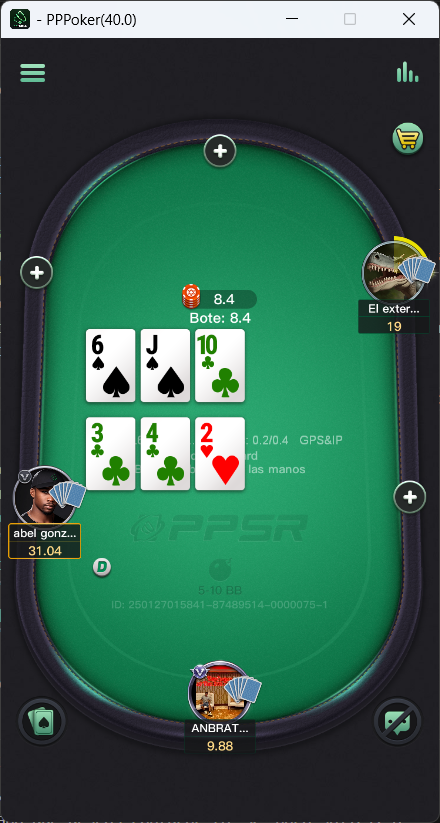 - PPPoker(40.0)
8.4
Bote: 8.4
El exter...
19
6
J
10
3
4
2
: 0.2/0.4 GPS&IP
las manos
abel gonz...
31.04
PPSR
D
5-10 BB
ID: 250127015841-87489514-0000075-1
ANBRAT...
9.88